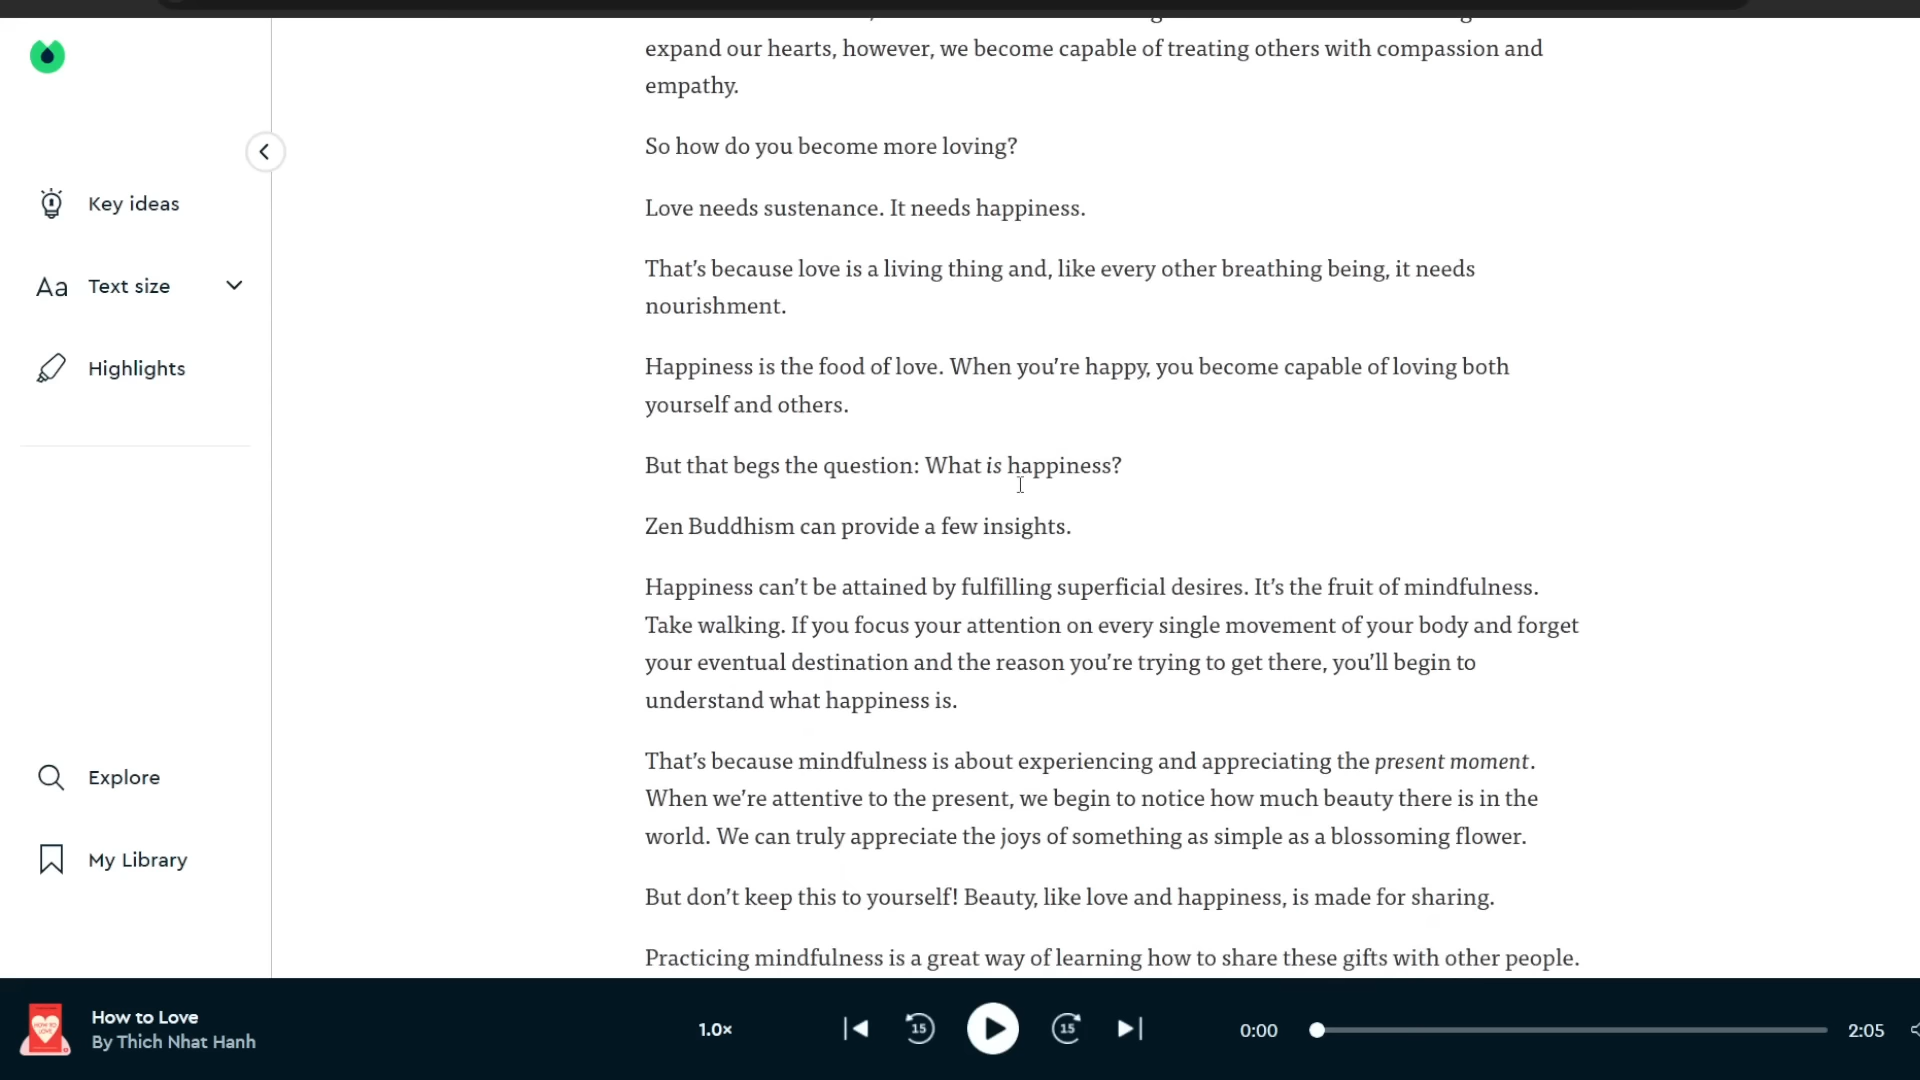 expand our hearts, however, we become capable of treating others with compassion and
empathy.
So how do you become more loving?
Love needs sustenance. It needs happiness.
That's because love is a living thing and, like every other breathing being, it needs
nourishment.
Happiness is the food of love. When you're happy, you become capable of loving both
yourself and others.
But that begs the question: What is happiness?
Zen Buddhism can provide a few insights.
Happiness can't be attained by fulfilling superficial desires. It's the fruit of mindfulness.
Take walking. If you focus your attention on every single movement of your body and forget
your eventual destination and the reason you're trying to get there, you'll begin to
understand what happiness is.
That's because mindfulness is about experiencing and appreciating the present moment.
When we're attentive to the present, we begin to notice how much beauty there is in the
world. We can truly appreciate the joys of something as simple as a blossoming flower.
But don't keep this to yourself! Beauty, like love and happiness, is made for sharing.
Practicing mindfulness is a great way of learning how to share these gifts with other people.
Key ideas
Aa Text size
Highlights
Explore
My Library
HOW TO
LOVE
How to Love
By Thich Nhat Hanh
1.0×
15
15
0:00
2:05